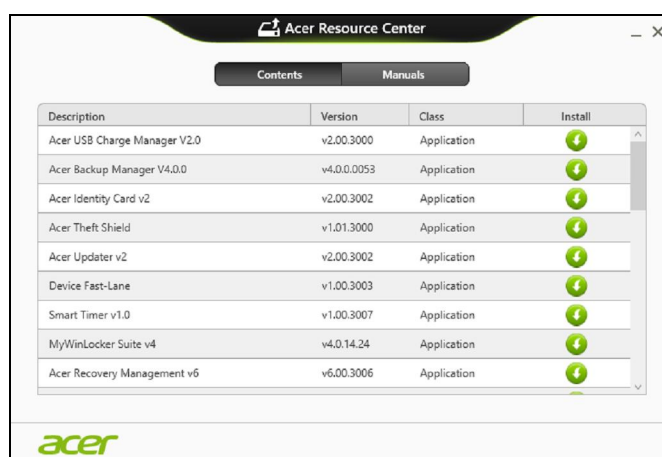 Acer Resource Center
Contents Manuals
Description Version Class Install
Acer USB Charge Manager V2.0 v2.00.3000 Application
Acer Backup Manager V4.0.0 v4.0.0.0053 Application
Acer Identity Card v2 v2.00.3002 Application
Acer Theft Shield v1.01.3000 Application
Acer Updater v2 v2.00.3002 Application
Device Fast-Lane v1.00.3003 Application
Smart Timer v1.0 v1.00.3007 Application
MyWinLocker Suite v4 v4.0.14.24 Application
Acer Recovery Management v6 v6.00.3006 Application
acer